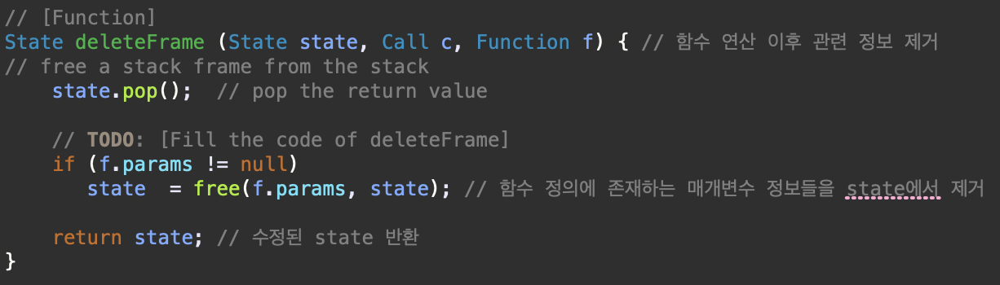 // [Function]
State deleteFrame (State state, Call c, Function f) { // 함수 연산 이후 관련 정보 제거
// free a stack frame from the stack
    state.pop();  // pop the return value

    // TODO: [Fill the code of deleteFrame]
    if (f.params != null)
       state  = free(f.params, state); // 함수 정의에 존재하는 매개변수 정보들을 state에서 제거

    return state; // 수정된 state 반환
}